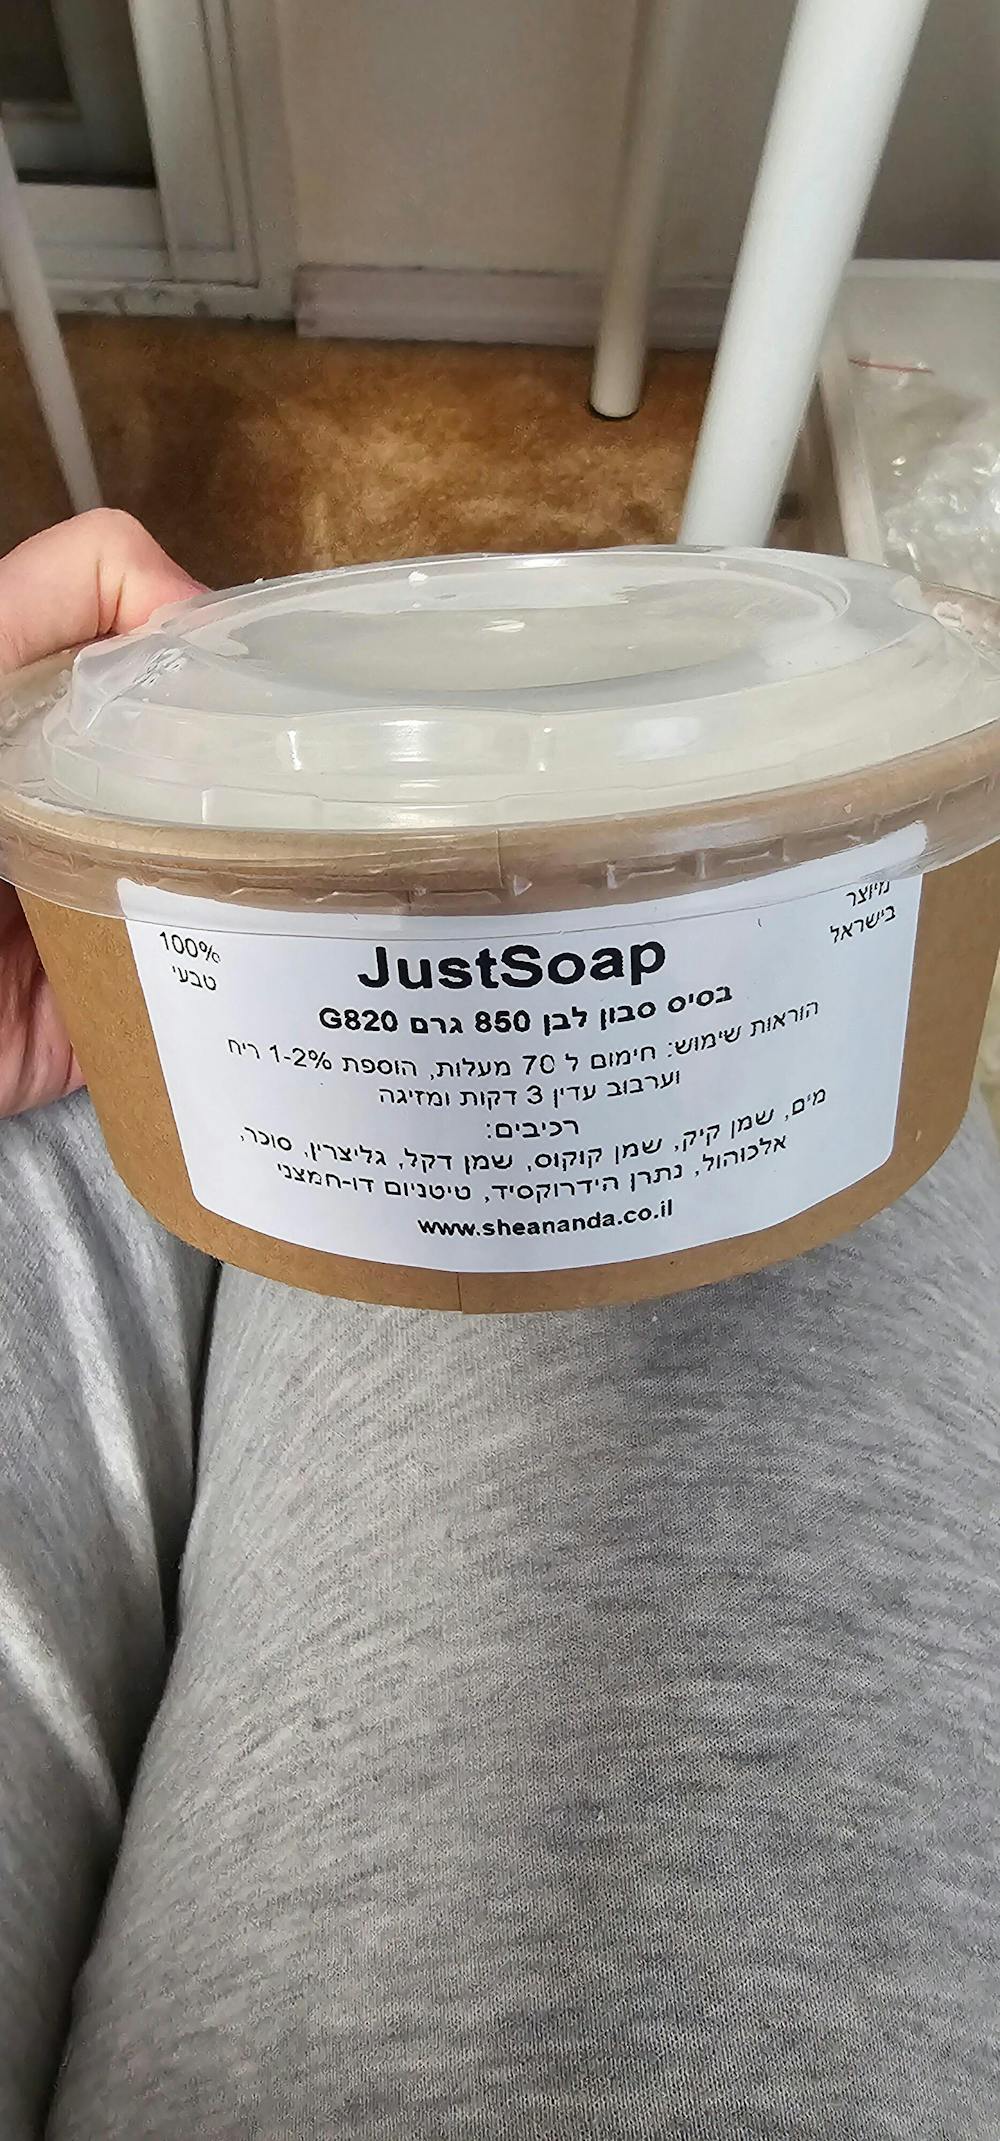 מיוצר
בישראל
100%
טבעי
JustSoap
בסיס סבון לבן 850 גרם G820
הוראות שימוש: חימום ל 70 מעלות, הוספת 1-2% ריח
וערבוב עדין 3 דקות ומזיגה
רכיבים:
מים, שמן קיק, שמן קוקוס, שמן דקל, גליצרין, סוכר,
אלכוהול, נתרן הידרוקסיד, טיטניום דו-חמצני
www.sheananda.co.il